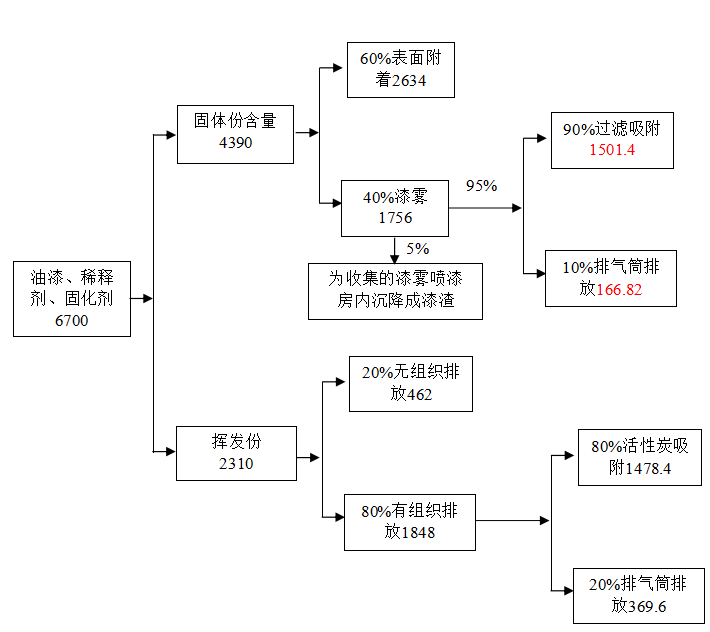 60%表面附
着2634
固体份含量
4390
90%过滤吸附
1501.4
95%
40%漆雾
1756
5%
10%排气筒排
放166.82
油漆、稀释
剂、固化剂
6700
为收集的漆雾喷漆
房内沉降成漆渣
20%无组织排
放462
挥发份
2310
80%活性炭吸
附1478.4
80%有组织排
放1848
20%排气筒排
放369.6